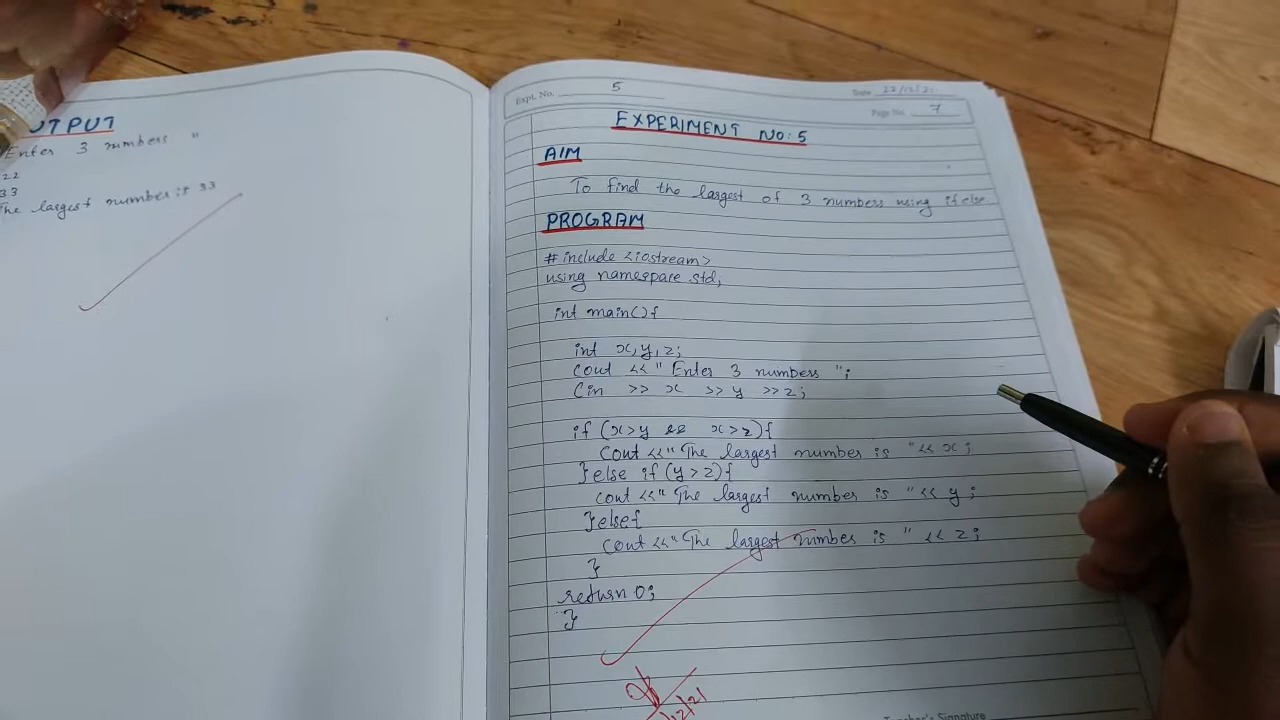 UTPUT
Enter 3 numbers "
22
33
The largest number is 33
Expt. No. 5
Date
Page No. 7
EXPERIMENT NO: 5
AIM
To find the largest of 3 numbers using if else
PROGRAM
# include <iostream>
using namespace std;
int main(){
int x,y,z;
cout << "Enter 3 numbers ";
Cin >> x >> y >> z;
if (x>y && x>z){
Cout <<"The largest number is "<< x;
}else if (y>z){
cout <<"The largest number is "<< y;
}else{
cout <<"The largest number is " << z;
}
return 0;
}
Teacher's Signature